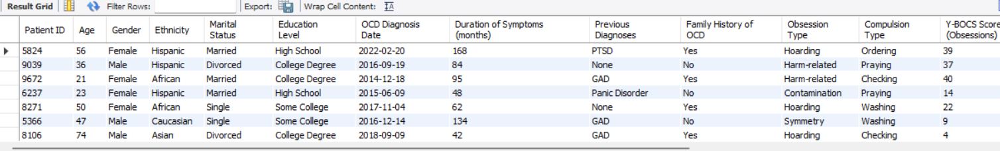 Result Grid Filter Rows: Export: Wrap Cell Content: IA
Patient ID Age Gender Ethnicity Marital Status Education Level OCD Diagnosis Date Duration of Symptoms (months) Previous Diagnoses Family History of OCD Obsession Type Compulsion Type Y-BOCS Score (Obsessions)
5824 56 Female Hispanic Married High School 2022-02-20 168 PTSD Yes Hoarding Ordering 39
9039 36 Male Hispanic Divorced College Degree 2016-09-19 84 None No Harm-related Praying 37
9672 21 Female African Married College Degree 2014-12-18 95 GAD Yes Harm-related Checking 40
6237 23 Female Hispanic Married High School 2015-06-09 48 Panic Disorder No Contamination Praying 14
8271 50 Female African Single Some College 2017-11-04 62 None Yes Hoarding Washing 22
5366 47 Male Caucasian Single Some College 2016-12-14 134 GAD No Symmetry Washing 9
8106 74 Male Asian Divorced College Degree 2018-09-09 42 GAD Yes Hoarding Checking 4